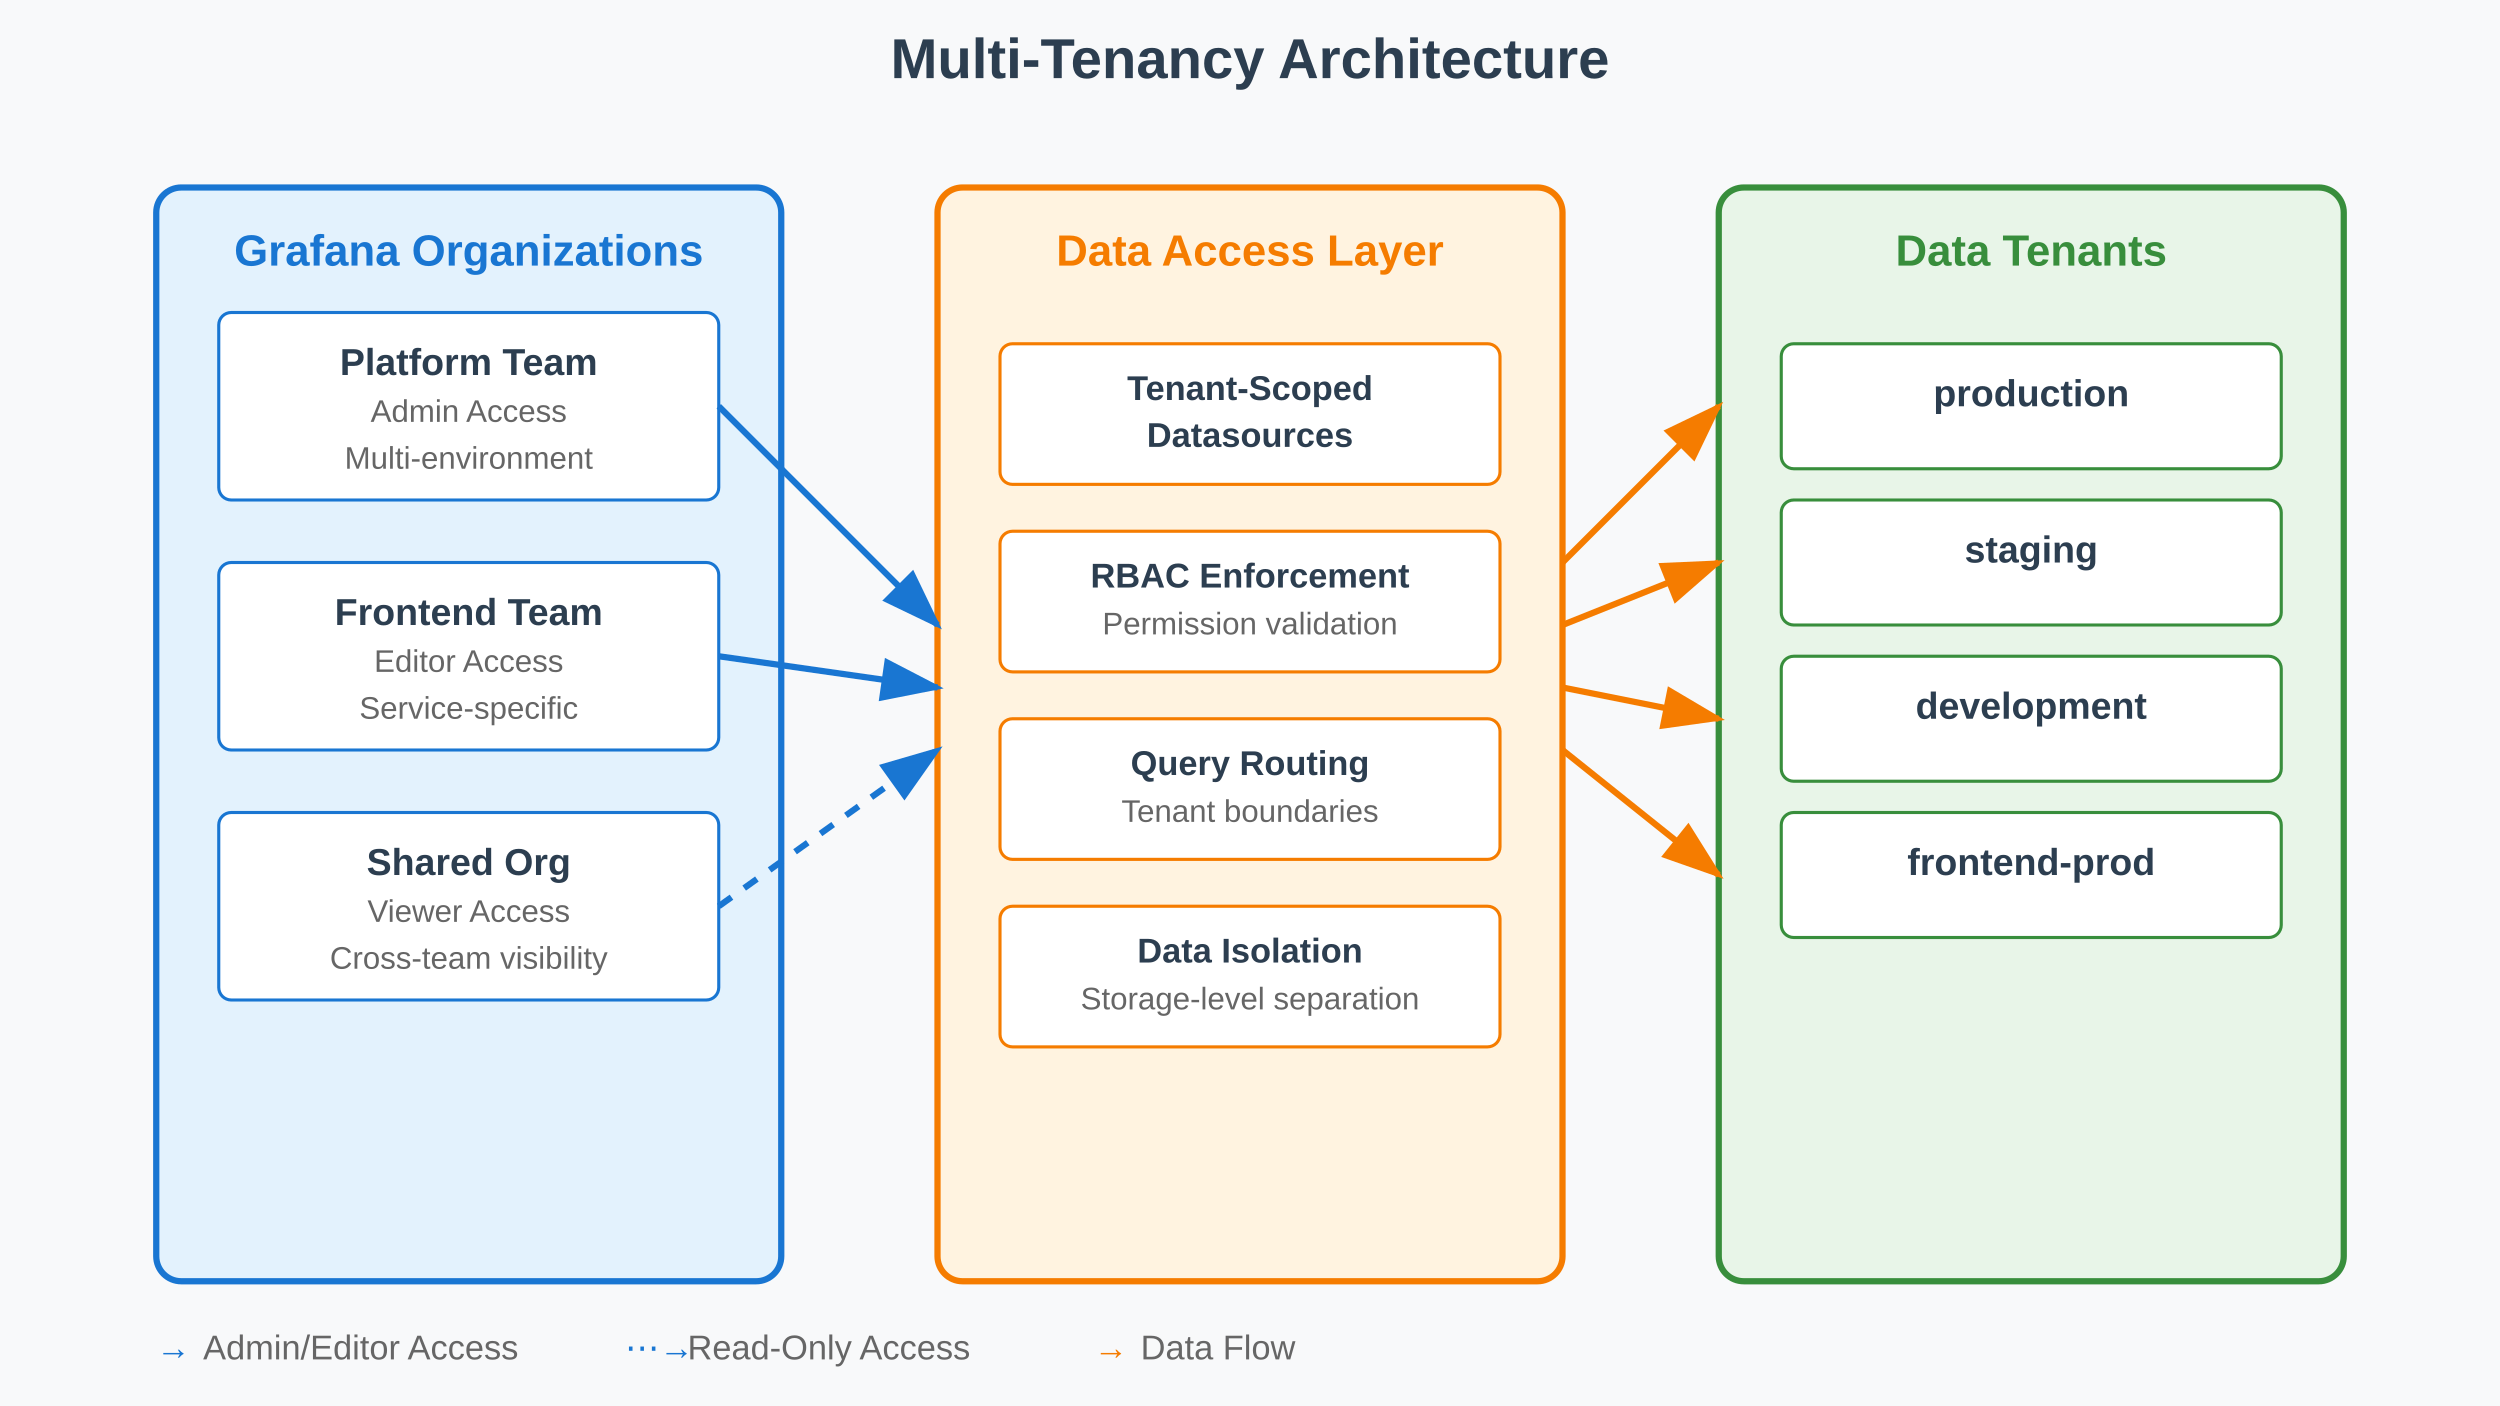 Multi-Tenancy Architecture
Grafana Organizations
Platform Team
Admin Access
Multi-environment
Frontend Team
Editor Access
Service-specific
Shared Org
Viewer Access
Cross-team visibility
Data Access Layer
Tenant-Scoped
Datasources
RBAC Enforcement
Permission validation
Query Routing
Tenant boundaries
Data Isolation
Storage-level separation
Data Tenants
production
staging
development
frontend-prod
→ Admin/Editor Access
⋯→ Read-Only Access
→ Data Flow